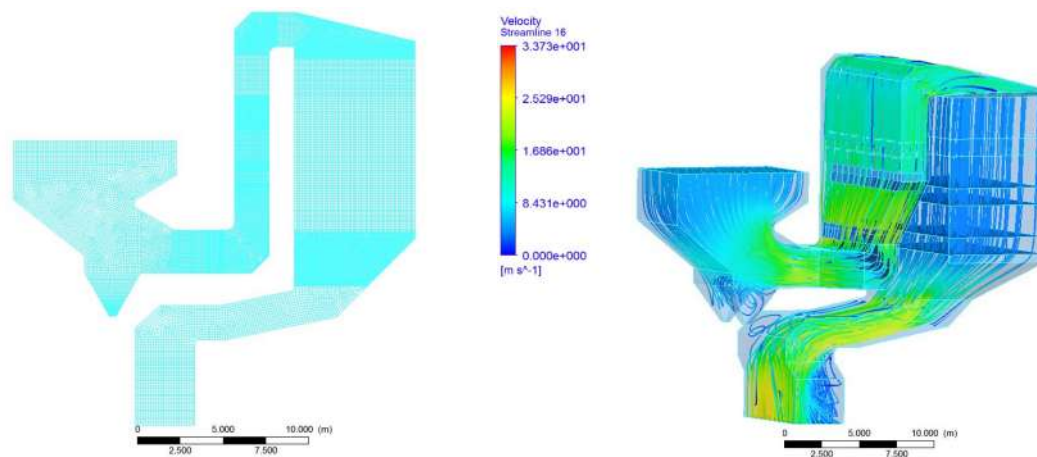 Velocity
Streamline 16
3.373e+001
2.529e+001
1.686e+001
8.431e+000
0.000e+000
[m s^-1]
0 5.000 10.000 (m)
2.500 7.500
0 5.000 10.000 (m)
2.500 7.500